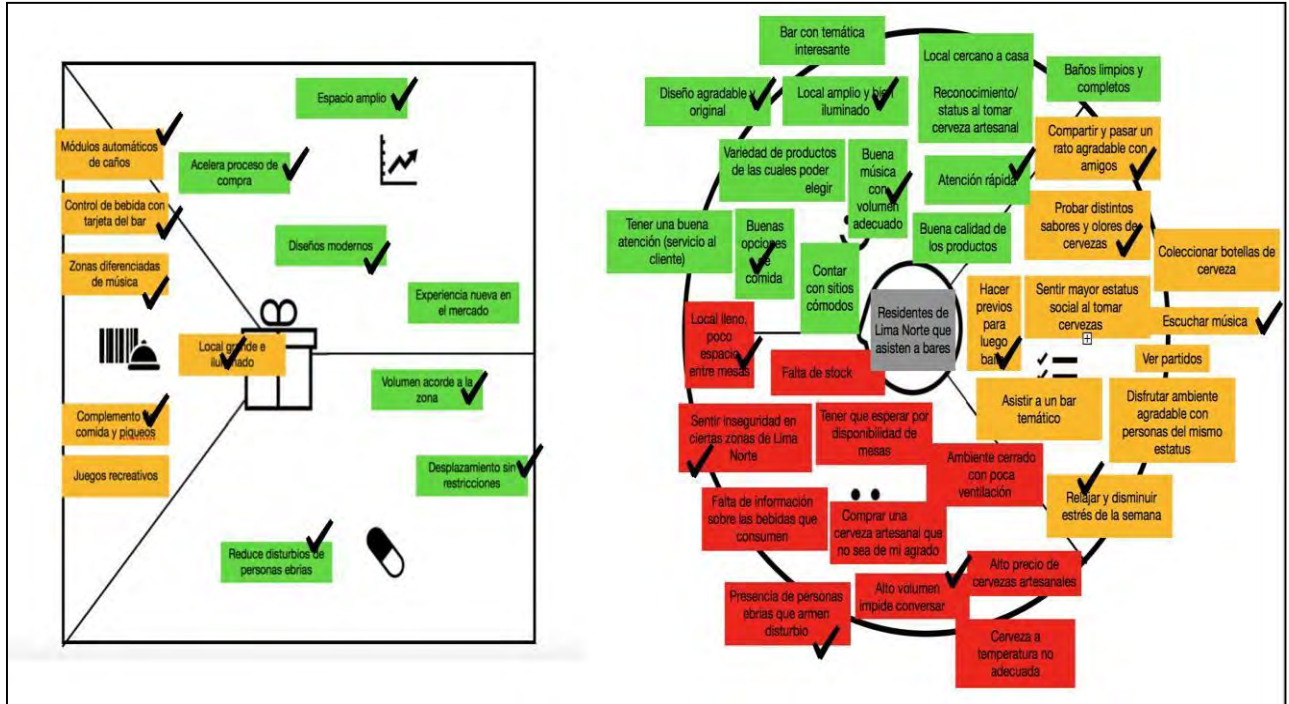 Espacio amplio
Módulos automáticos
de caños
Acelera proceso de
compra
Control de bebida con
tarjeta del bar
Diseños modernos
Zonas diferenciadas
de música
Experiencia nueva en
el mercado
Local grande e
iluminado
Volumen acorde a la
zona
Complemento
comida y piqueos
Juegos recreativos
Desplazamiento sin
restricciones
Reduce disturbios de
personas ebrias
Bar con temática
interesante
Local cercano a casa
Reconocimiento/
status al tomar
cerveza artesanal
Baños limpios y
completos
Diseño agradable y
original
Local amplio y bien
iluminado
Compartir y pasar un
rato agradable con
amigos
Variedad de productos
de las cuales poder
elegir
Buena
música
con
volumen
adecuado
Atención rápida
Probar distintos
sabores y olores de
cervezas
Tener una buena
atención (servicio al
cliente)
Buenas
opciones
de
comida
Buena calidad de
los productos
Coleccionar botellas de
cerveza
Contar
con sitios
cómodos
Residentes de
Lima Norte que
asisten a bares
Hacer
previos
para
luego
Sentir mayor estatus
social al tomar
cervezas
Escuchar música
Local lleno,
poco
espacio
entre mesas
Falta de stock
Ver partidos
Asistir a un bar
temático
Disfrutar ambiente
agradable con
personas del mismo
estatus
Sentir inseguridad en
ciertas zonas de Lima
Norte
Tener que esperar por
disponibilidad de
mesas
Ambiente cerrado
con poca
ventilación
Relajar y disminuir
estrés de la semana
Falta de información
sobre las bebidas que
consumen
Comprar una
cerveza artesanal que
no sea de mi agrado
Presencia de personas
ebrias que armen
disturbio
Alto volumen
impide conversar
Alto precio de
cervezas artesanales
Cerveza a
temperatura no
adecuada